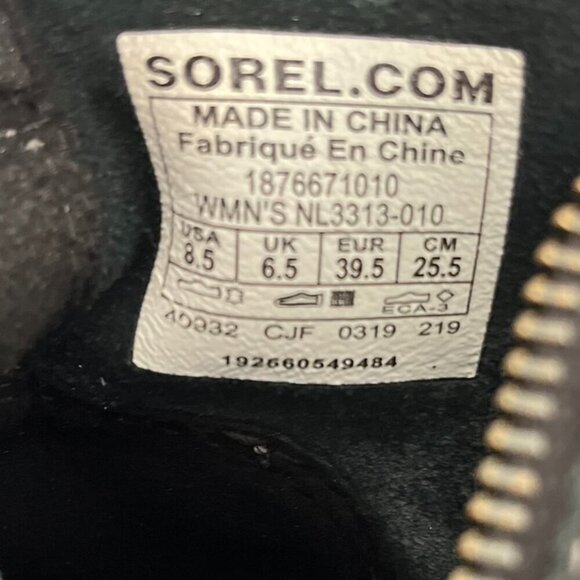 SOREL.COM
MADE IN CHINA
Fabriqué En Chine
1876671010
WMN'S NL3313-010
USA UK EUR CM
8.5 6.5 39.5 25.5
ECA-3
40932 CJF 0319 219
192660549484